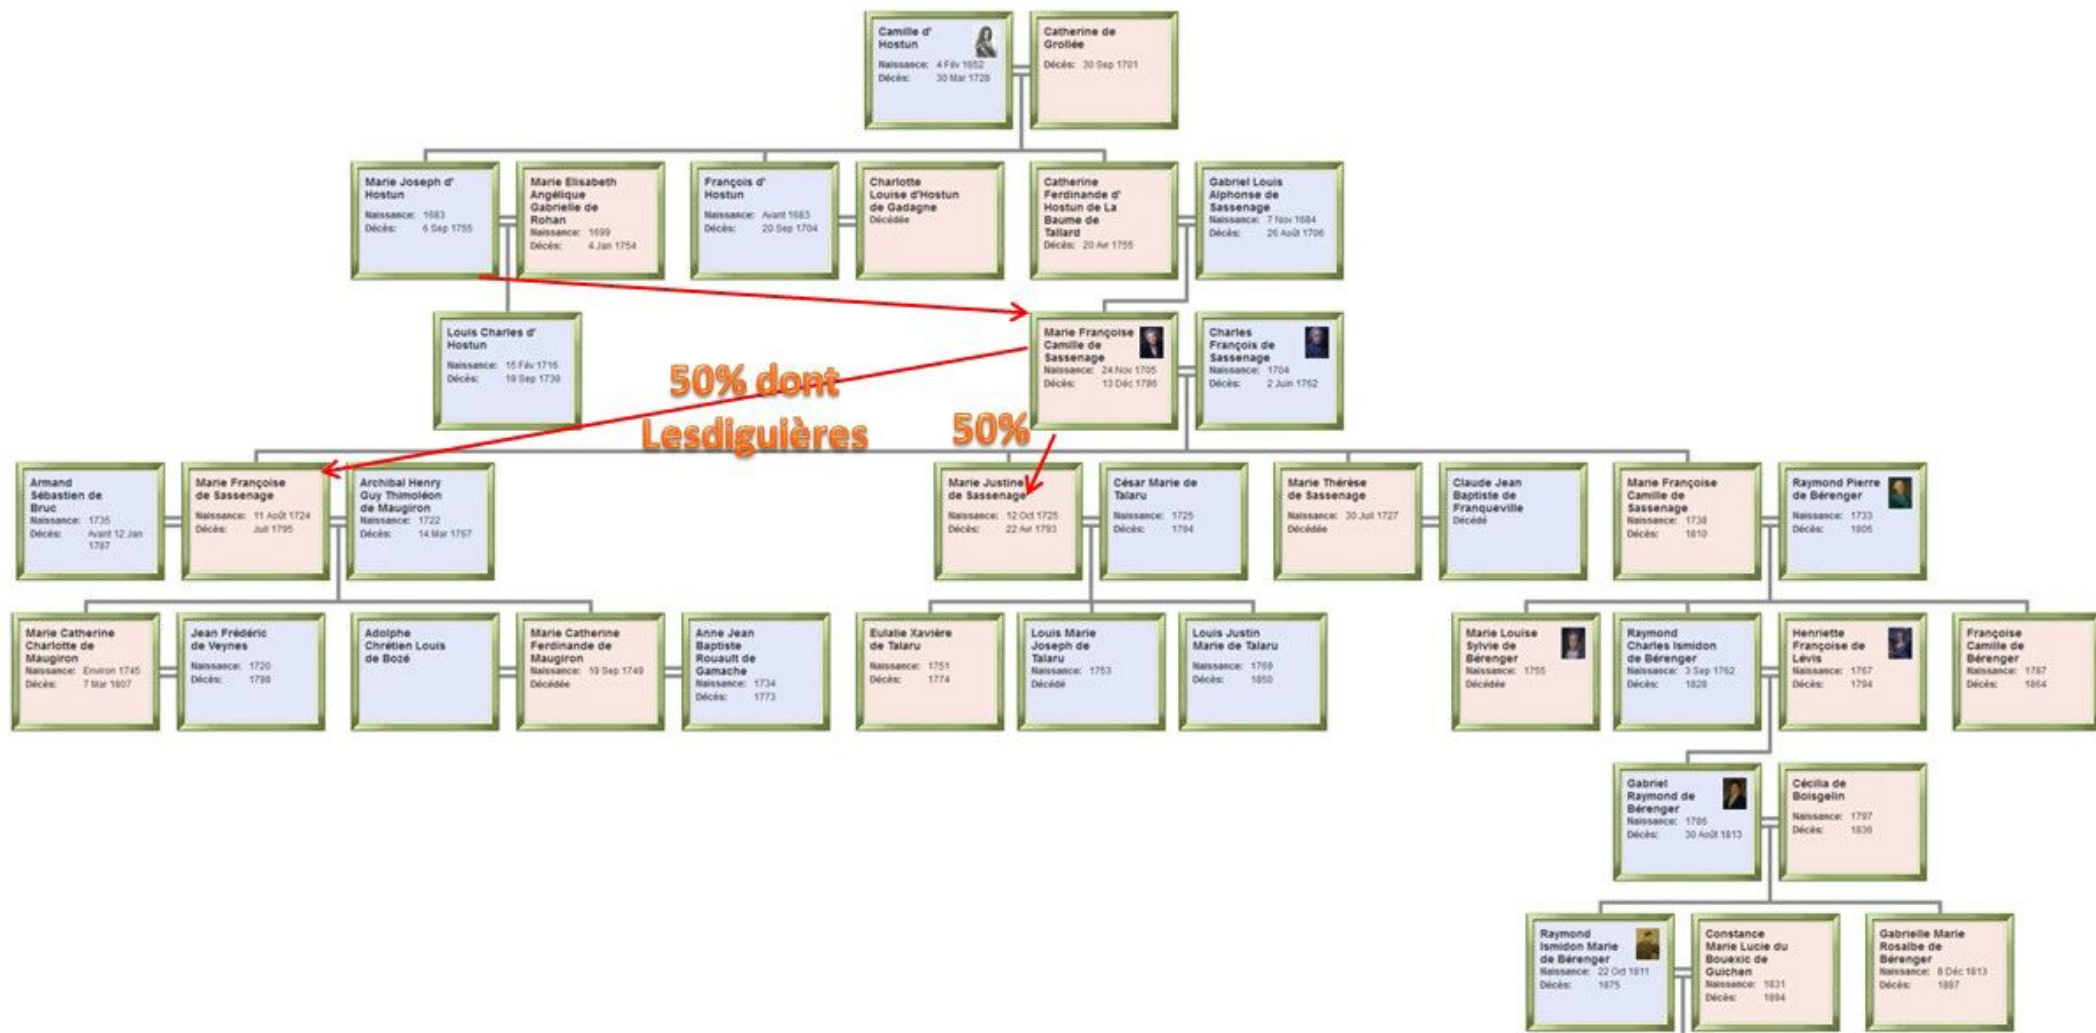 Camille d'
Hostun
Naissance: 4 Fév 1652
Décès: 30 Mar 1728
Catherine de
Grollée
Décès: 30 Sep 1701
Marie Joseph d'
Hostun
Naissance: 1683
Décès: 6 Sep 1755
Marie Elisabeth
Angélique
Gabrielle de
Rohan
Naissance: 1699
Décès: 4 Jan 1754
François d'
Hostun
Naissance: Avant 1683
Décès: 20 Sep 1704
Charlotte
Louise d'Hostun
de Gadagne
Décédée
Catherine
Ferdinande d'
Hostun de La
Baume de
Tallard
Décès: 20 Avr 1755
Gabriel Louis
Alphonse de
Sassenage
Naissance: 7 Nov 1684
Décès: 26 Août 1706
Louis Charles d'
Hostun
Naissance: 15 Fév 1716
Décès: 19 Sep 1739
Marie Françoise
Camille de
Sassenage
Naissance: 24 Nov 1705
Décès: 13 Déc 1786
Charles
François de
Sassenage
Naissance: 1704
Décès: 2 Juin 1762
50% dont
Lesdiguières
50%
Armand
Sébastien de
Bruc
Naissance: 1735
Décès: Avant 12 Jan
1787
Marie Françoise
de Sassenage
Naissance: 11 Août 1724
Décès: Juil 1795
Archibal Henry
Guy Thimoléon
de Maugiron
Naissance: 1722
Décès: 14 Mar 1767
Marie Justine
de Sassenage
Naissance: 12 Oct 1725
Décès: 22 Avr 1793
César Marie de
Talaru
Naissance: 1725
Décès: 1794
Marie Thérèse
de Sassenage
Naissance: 30 Juil 1727
Décédée
Claude Jean
Baptiste de
Franqueville
Décédé
Marie Françoise
Camille de
Sassenage
Naissance: 1738
Décès: 1810
Raymond Pierre
de Bérenger
Naissance: 1733
Décès: 1806
Marie Catherine
Charlotte de
Maugiron
Naissance: Environ 1745
Décès: 7 Mar 1807
Jean Frédéric
de Veynes
Naissance: 1720
Décès: 1798
Adolphe
Chrétien Louis
de Bozé
Marie Catherine
Ferdinande de
Maugiron
Naissance: 19 Sep 1749
Décédée
Anne Jean
Baptiste
Rouault de
Gamache
Naissance: 1734
Décès: 1773
Eulalie Xavière
de Talaru
Naissance: 1751
Décès: 1774
Louis Marie
Joseph de
Talaru
Naissance: 1753
Décédé
Louis Justin
Marie de Talaru
Naissance: 1769
Décès: 1850
Marie Louise
Sylvie de
Bérenger
Naissance: 1755
Décédée
Raymond
Charles Ismidon
de Bérenger
Naissance: 3 Sep 1762
Décès: 1828
Henriette
Françoise de
Lévis
Naissance: 1767
Décès: 1794
Françoise
Camille de
Bérenger
Naissance: 1787
Décès: 1864
Gabriel
Raymond de
Bérenger
Naissance: 1786
Décès: 30 Août 1813
Cécilia de
Boisgelin
Naissance: 1797
Décès: 1836
Raymond
Ismidon Marie
de Bérenger
Naissance: 22 Oct 1811
Décès: 1875
Constance
Marie Lucie du
Bouexic de
Guichen
Naissance: 1831
Décès: 1894
Gabrielle Marie
Rosalbe de
Bérenger
Naissance: 8 Déc 1813
Décès: 1887